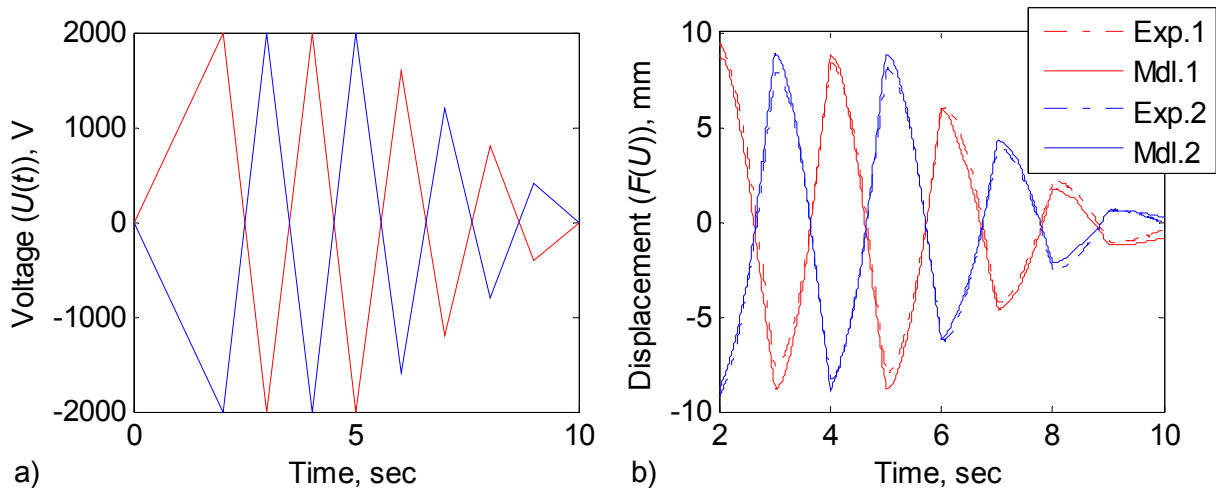 2000
1000
0
-1000
-2000
Voltage (U(t)), V
0
5
10
Time, sec
a)
10
5
0
-5
-10
Displacement (F(U)), mm
2
4
6
8
10
Time, sec
b)
Exp.1
Mdl.1
Exp.2
Mdl.2